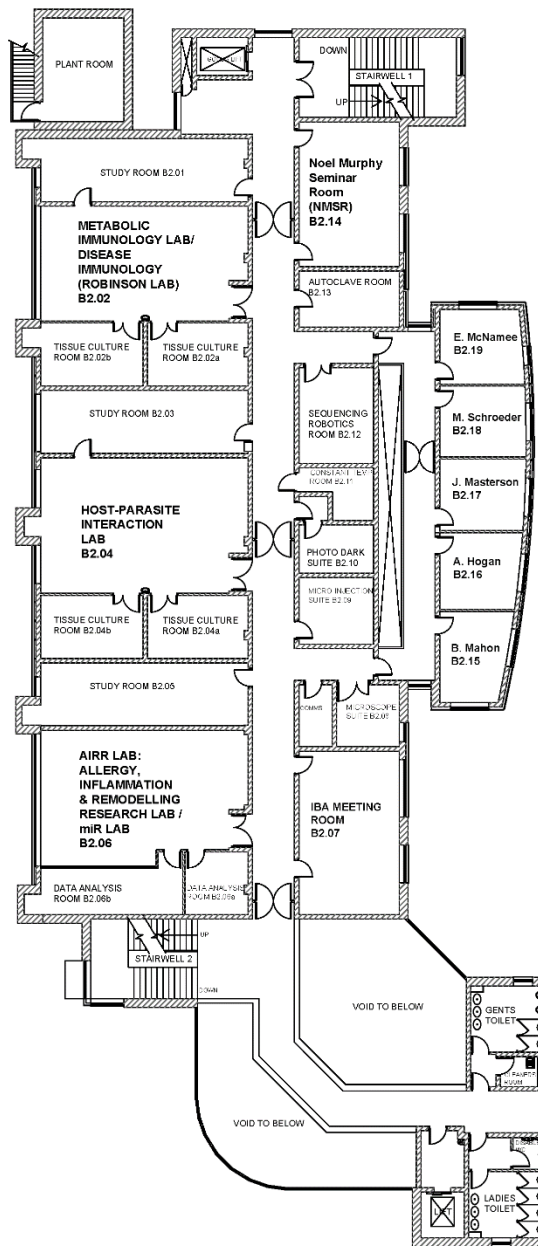 DOWN
STAIRWELL 1
UP
PLANT ROOM
STUDY ROOM B2.01
Noel Murphy
Seminar
Room
(NMSR)
B2.14
METABOLIC
IMMUNOLOGY LAB/
DISEASE
IMMUNOLOGY
(ROBINSON LAB)
B2.02
AUTOCLAVE ROOM
B2.13
TISSUE CULTURE
ROOM B2.02b
TISSUE CULTURE
ROOM B2.02a
E. McNamee
B2.19
STUDY ROOM B2.03
SEQUENCING
ROBOTICS
ROOM B2.12
M. Schroeder
B2.18
CONSTANT TEMP
ROOM B2.11
J. Masterson
B2.17
HOST-PARASITE
INTERACTION
LAB
B2.04
PHOTO DARK
SUITE B2.10
A. Hogan
B2.16
MICRO INJECTION
SUITE B2.09
TISSUE CULTURE
ROOM B2.04b
TISSUE CULTURE
ROOM B2.04a
B. Mahon
B2.15
STUDY ROOM B2.05
COMMS
MICROSCOPE
SUITE B2.08
AIRR LAB:
ALLERGY,
INFLAMMATION
& REMODELLING
RESEARCH LAB /
miR LAB
B2.06
IBA MEETING
ROOM
B2.07
DATA ANALYSIS
ROOM B2.06b
DATA ANALYSIS
ROOM B2.06a
UP
STAIRWELL 2
DOWN
VOID TO BELOW
GENTS
TOILET
CLEANERS
ROOM
VOID TO BELOW
LADIES
TOILET
LIFT